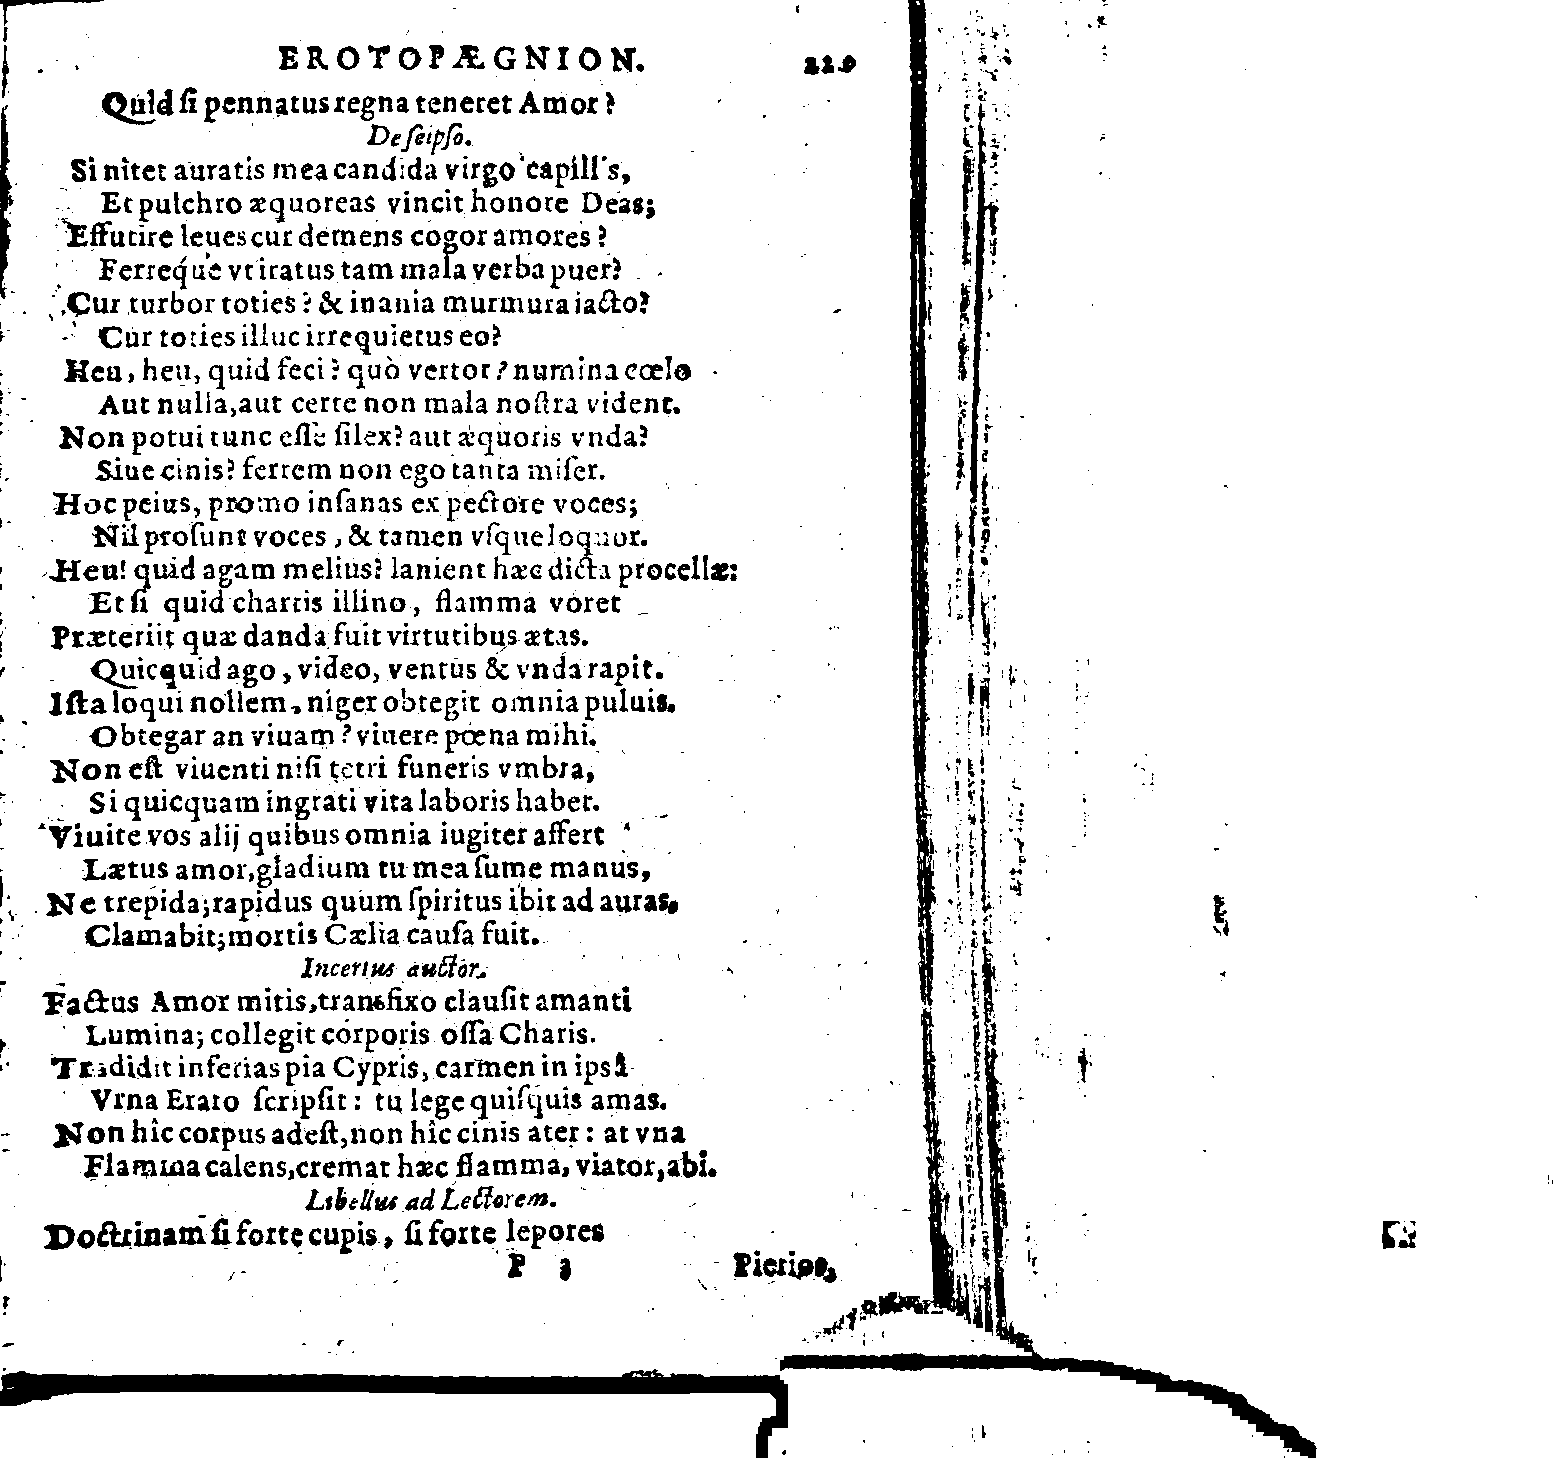 EROTOPÆGNION. 229
Quid ſi pennatus regna teneret Amor?
De ſeipſo.
Si nitet auratis mea candida virgo capillis,
Et pulchro æquoreas vincit honore Deas;
Effutire leues cur demens cogor amores?
Ferreq́ue vt iratus tam mala verba puer?
Cur turbor toties? & inania murmura iacto?
Cur toties illuc irrequietus eo?
Heu, heu, quid feci? quò vertor? numina cœlo
Aut nulla, aut certe non mala noſtra vident.
Non potui tunc eſſe ſilex? aut æquoris vnda?
Siue cinis? ferrem non ego tanta miſer.
Hoc peius, promo inſanas ex pectore voces;
Nil proſunt voces, & tamen vſque loquor.
Heu! quid agam melius? lanient hæc dicta procellæ:
Et ſi quid chartis illino, flamma voret
Præteriit quæ danda fuit virtutibus ætas.
Quicquid ago, video, ventus & vnda rapit.
Iſta loqui nollem, niger obtegit omnia puluis.
Obtegar an viuam? viuere pœna mihi.
Non eſt viuenti niſi tetri funeris vmbra,
Si quicquam ingrati vita laboris habet.
Viuite vos alij quibus omnia iugiter affert
Lætus amor, gladium tu mea ſume manus,
Ne trepida; rapidus quum ſpiritus ibit ad auras,
Clamabit; mortis Cælia cauſa fuit.
Incertus auctor.
Factus Amor mitis, transfixo clauſit amanti
Lumina; collegit corporis oſſa Charis.
Tradidit inferias pia Cypris, carmen in ipsâ
Vrna Erato ſcripſit: tu lege quiſquis amas.
Non hîc corpus adeſt, non hîc cinis ater: at vna
Flamma calens, cremat hæc flamma, viator, abi.
Libellus ad Lectorem.
Doctrinam ſi forte cupis, ſi forte lepores
P 3 Pierios,